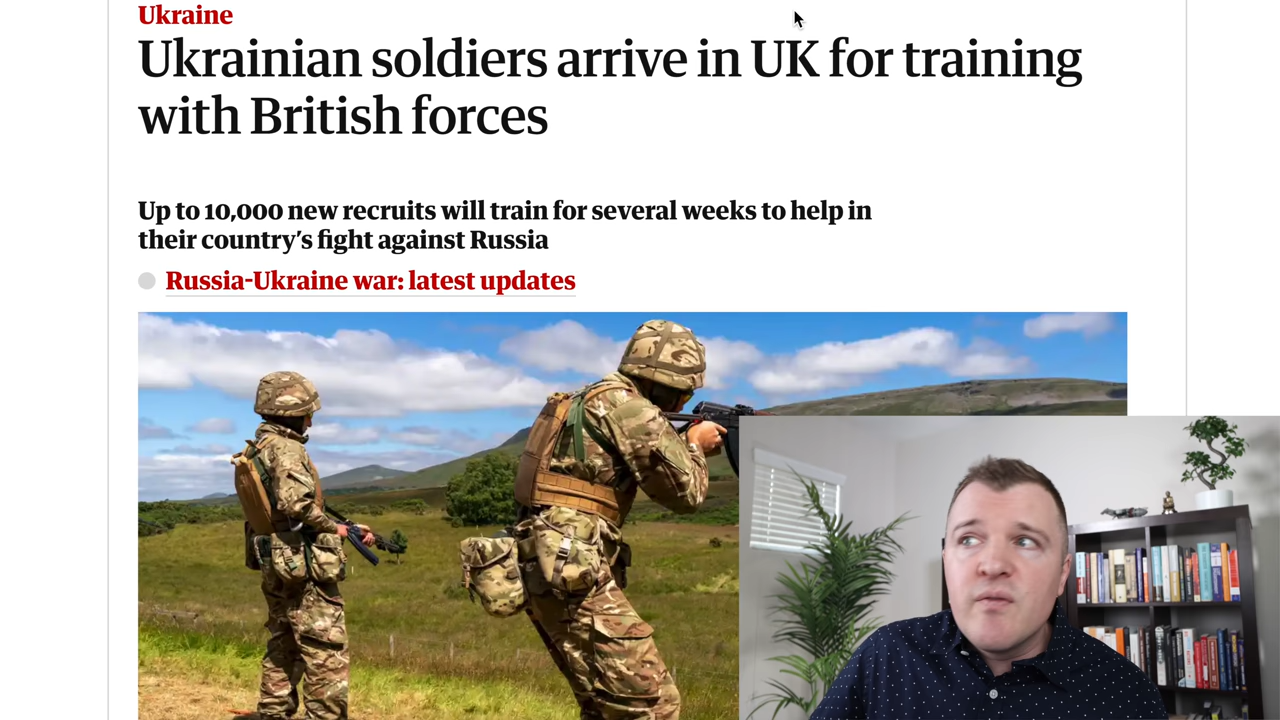 Ukraine
Ukrainian soldiers arrive in UK for training
with British forces
Up to 10,000 new recruits will train for several weeks to help in
their country’s fight against Russia
Russia-Ukraine war: latest updates